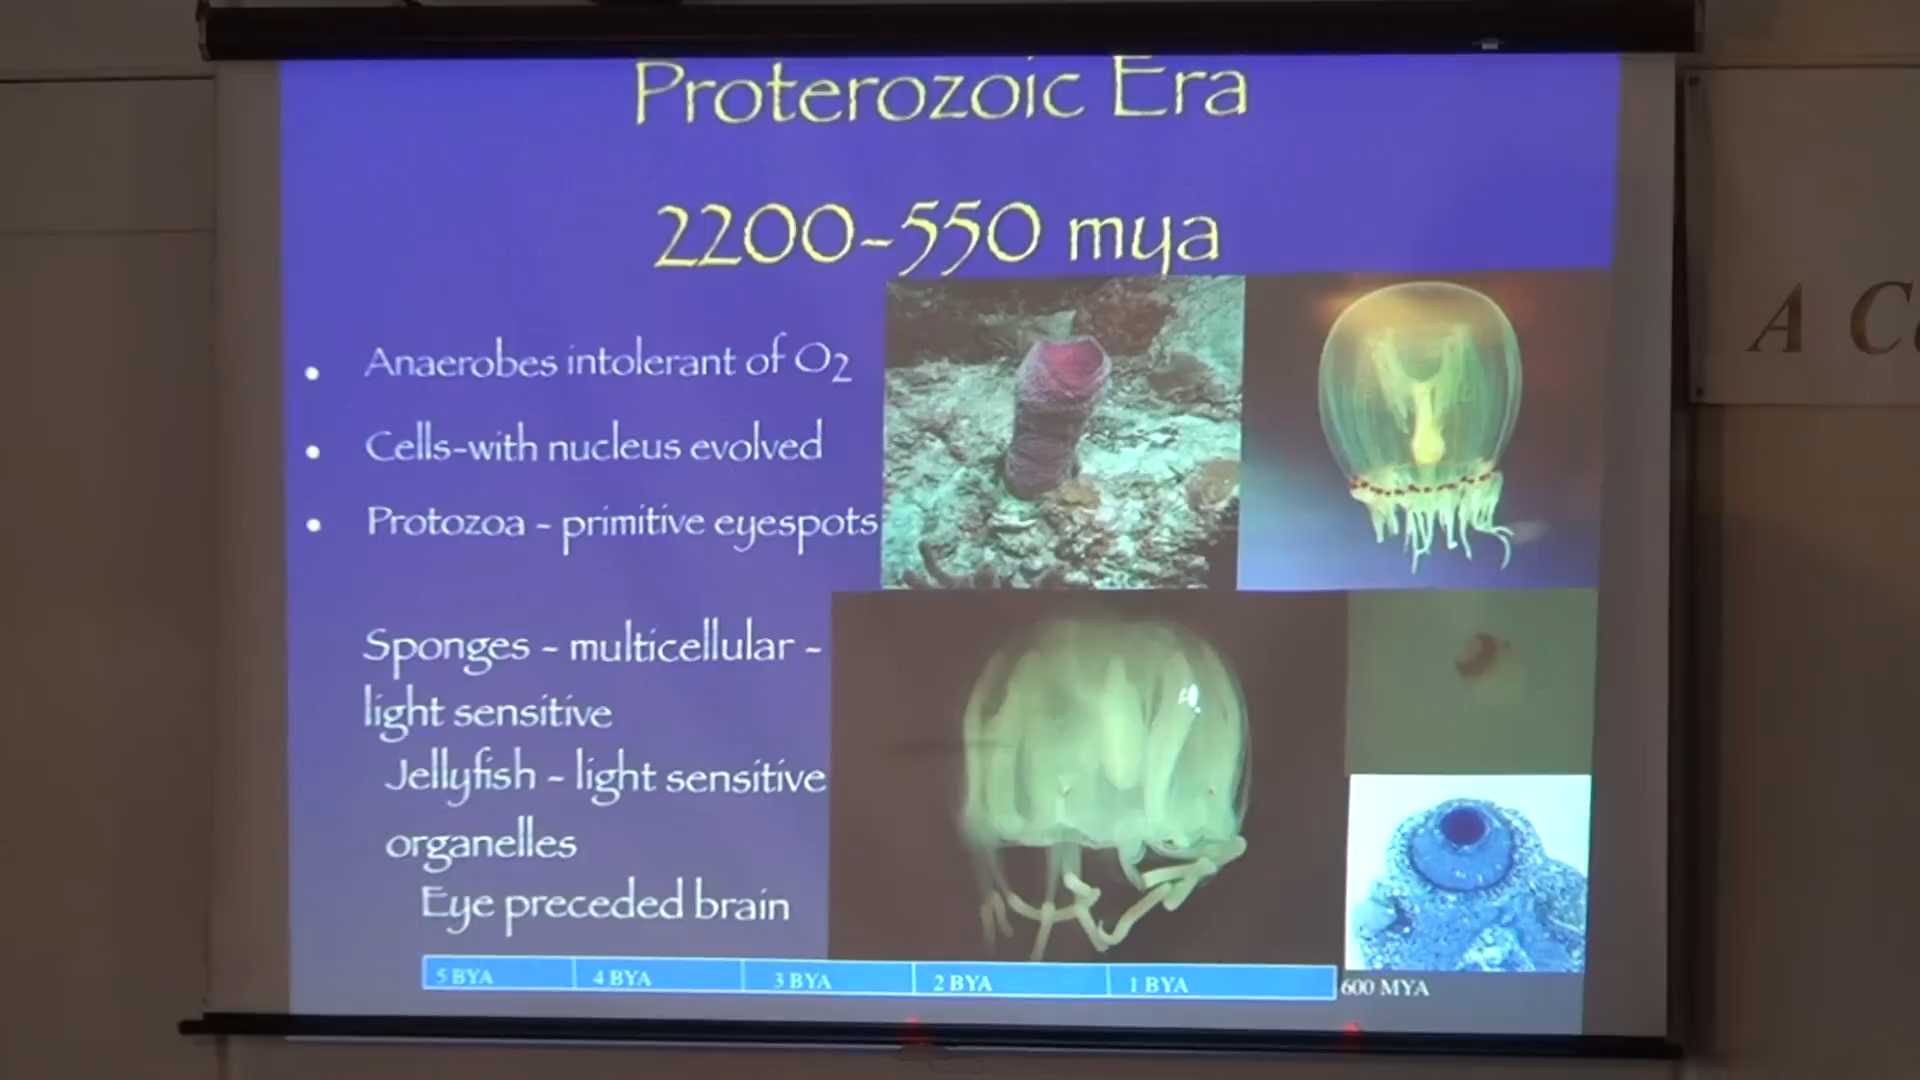 Proterozoic Era
2200-550 mya
• Anaerobes intolerant of O2
• Cells-with nucleus evolved
• Protozoa - primitive eyespots
Sponges - multicellular -
light sensitive
Jellyfish - light sensitive
organelles
Eye preceded brain
5 BYA 4 BYA 3 BYA 2 BYA 1 BYA 600 MYA
A